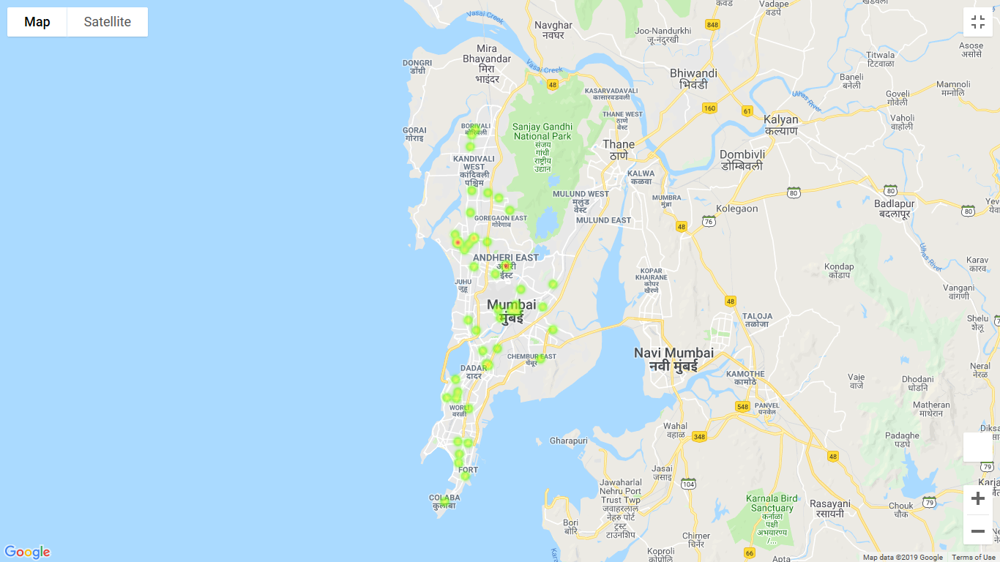 Map
Satellite
Vasai Creek
Navghar
नवघर
848
Vadape
वडपे
कवड
खडवली
Joo-Nandurkhi
जू-नांदुरखी
Asose
असोसे
Mira
Bhayandar
मिरा
भाइंदर
DONGRI
डोंग्री
Vasai Creek
48
Bhiwandi
भिवंडी
Titwala
टिटवाळा
Baneli
बनेली
Mamnoli
मम्नोलि
KASARVADAVALI
कासारवडवली
Ulhas River
Goveli
गोवेली
160
61
THANE WEST
ठाणे
वेस्ट
Kalyan
कल्याण
Vaholi
वाहोली
GORAI
गोराइ
BORIVALI
बोरिवली
Sanjay Gandhi
National Park
संजय
गांधी
राष्ट्रीय
उद्यान
Thane
ठाणे
Dombivli
डोम्बिवली
KANDIVALI
WEST
कांदिवली
पश्चिम
KALWA
कळवा
MULUND WEST
मुलुंड
वेस्ट
MUMBRA
मुंब्रा
80
80
Badlapur
बदलापूर
80
Kolegaon
GOREGAON EAST
गोरेगाव
MULUND EAST
48
76
ANDHERI EAST
अंधेरी
ईस्ट
Ulhas River
Karav
कारव
Kondap
कोंडाप
KOPAR
KHAIRANE
कोपर
खैरणे
JUHU
जुहू
Vangani
वांगणी
Mumbai
मुंबई
48
TALOJA
तळोजा
Shelu
शेलू
CHEMBUR EAST
चेंबूर
Navi Mumbai
नवी मुंबई
DADAR
दादर
KAMOTHE
कामोठे
Vaje
वाजे
Dhodani
धोडनि
Neral
नेरळ
WORLI
वरळी
548
PANVEL
पनवेल
Matheran
माथेरान
Wahal
वहाळ
348
Gharapuri
Padaghe
पडघे
48
79
FORT
Jasai
जसाइ
104
COLABA
कुलाबा
Jawaharlal
Nehru Port
Trust Twp
जवाहरलाल
नेहरु पोर्ट
ट्रस्ट
टाउनशिप
Karnala Bird
Sanctuary
कर्नाळा
पक्षी
अभयारण्य
/...
Rasayani
रसायनी
Chouk
चौक
79
Bori
बोरि
Chirner
चिर्नेर
66
Koproli
कोप्रोलि
Apta
Google
Map data ©2019 Google
Terms of Use